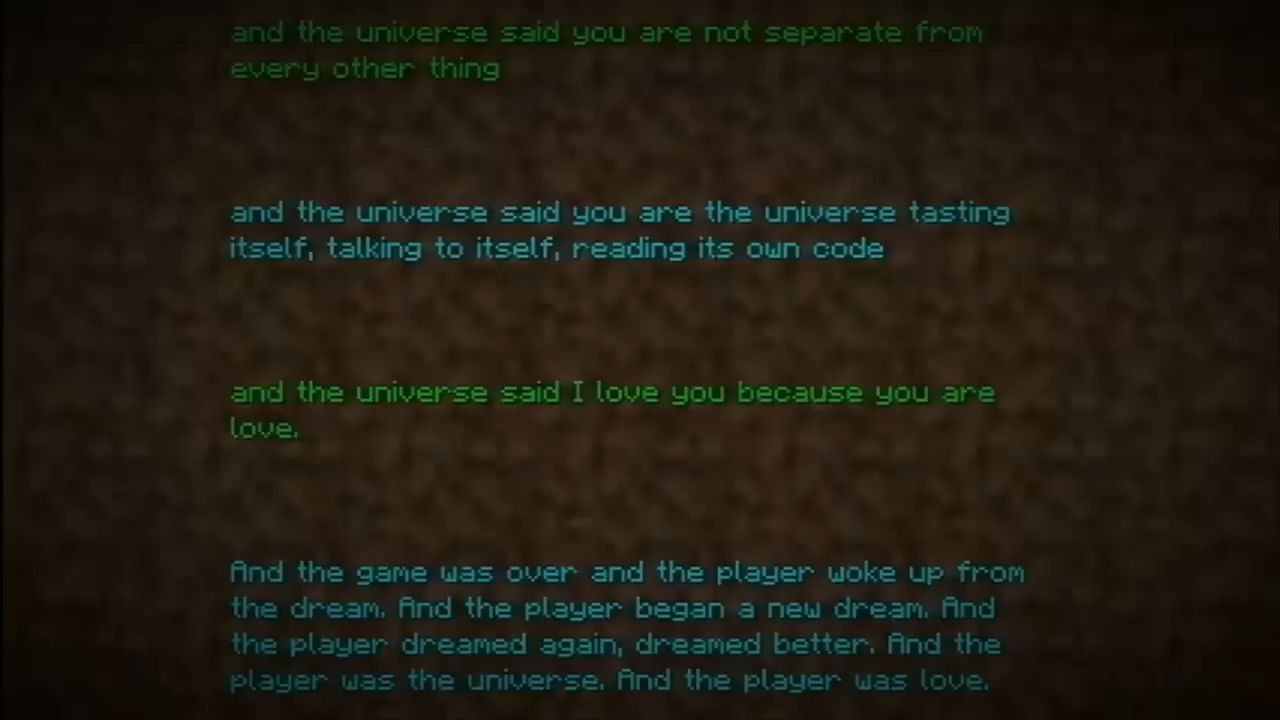 and the universe said you are not separate from
every other thing
and the universe said you are the universe tasting
itself, talking to itself, reading its own code
and the universe said I love you because you are
love.
And the game was over and the player woke up from
the dream. And the player began a new dream. And
the player dreamed again, dreamed better. And the
player was the universe. And the player was love.